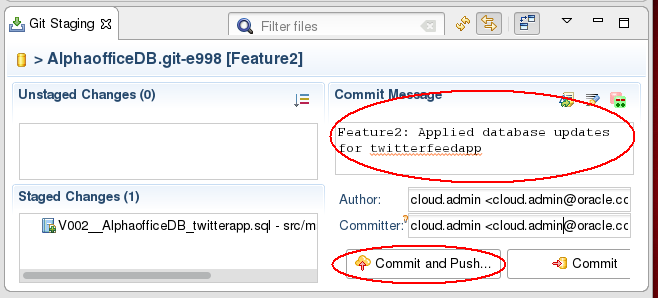 Git Staging
Filter files
> AlphaofficeDB.git-e998 [Feature2]
Unstaged Changes (0)
Staged Changes (1)
V002__AlphaofficeDB_twitterapp.sql - src/m
Commit Message
Feature2: Applied database updates
for twitterfeedapp
Author: cloud.admin <cloud.admin@oracle.co
Committer: cloud.admin <cloud.admin@oracle.co
Commit and Push...
Commit